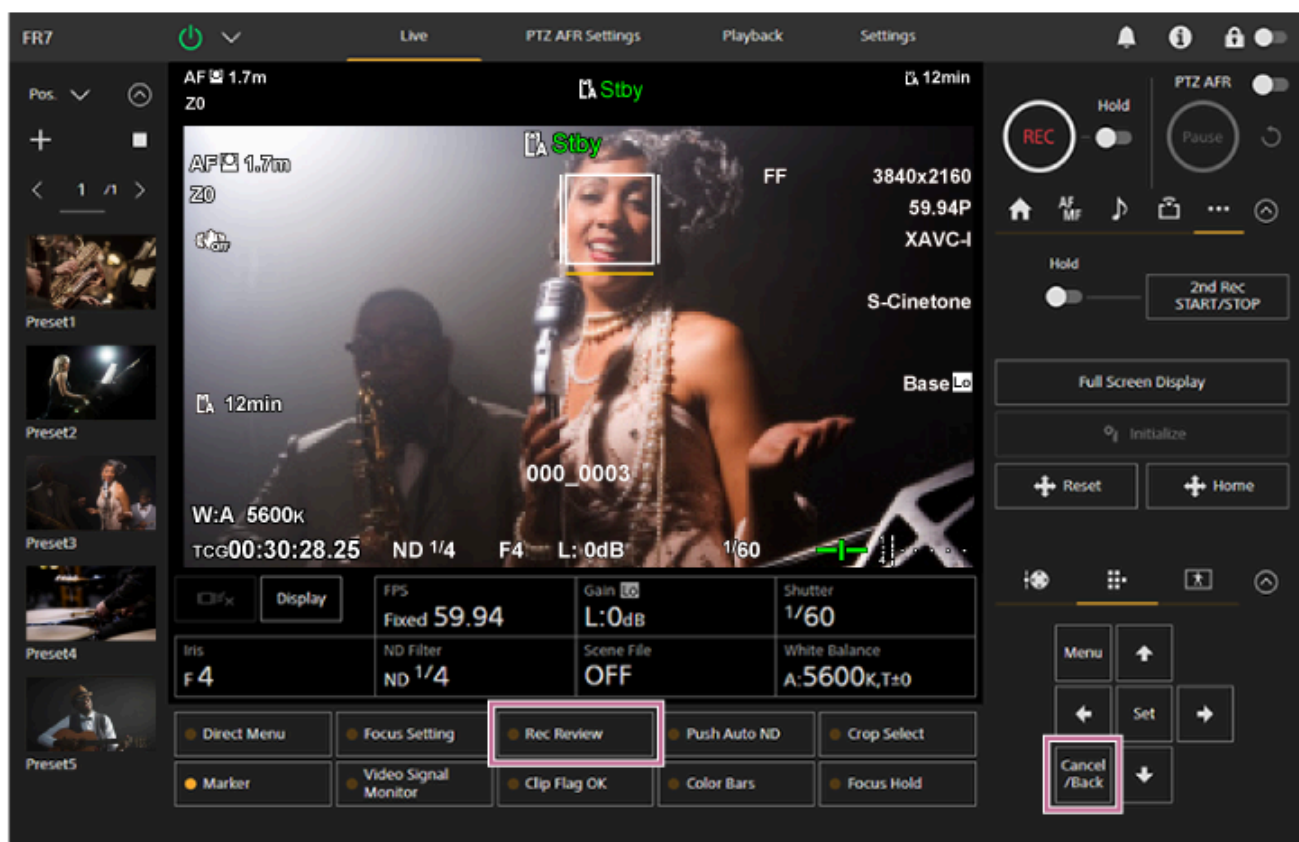 FR7
Live
PTZ AFR Settings
Playback
Settings
Pos.
1 /1
Preset1
Preset2
Preset3
Preset4
Preset5
AF 1.7m
Z0
A Stby
A 12min
A Stby
AF 1.7m
Z0
OFF
FF
3840x2160
59.94P
XAVC-I
S-Cinetone
Base Lo
A 12min
000_0003
W:A 5600K
TCG00:30:28.25 ND 1/4 F4 L: 0dB 1/60
4
Display
FPS
Fixed 59.94
Gain Lo
L:0dB
Shutter
1/60
Iris
F 4
ND Filter
ND 1/4
Scene File
OFF
White Balance
A:5600K,T±0
Direct Menu
Focus Setting
Rec Review
Push Auto ND
Crop Select
Marker
Video Signal
Monitor
Clip Flag OK
Color Bars
Focus Hold
REC
Hold
PTZ AFR
Pause
AF
MF
Hold
2nd Rec
START/STOP
Full Screen Display
Initialize
Reset
Home
Menu
Set
Cancel
/Back